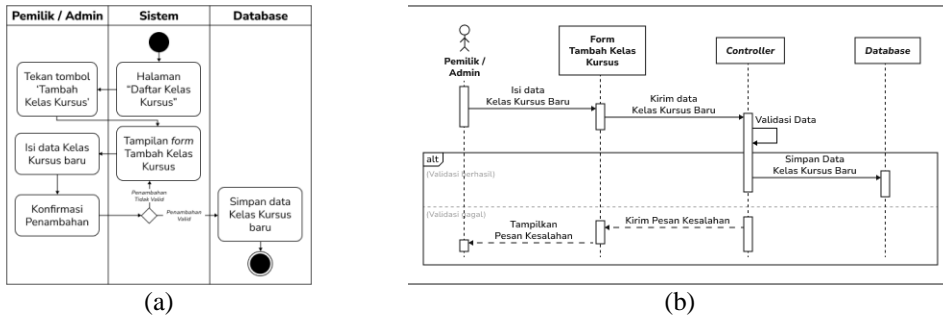 Pemilik / Admin
Sistem
Database
Tekan tombol
'Tambah
Kelas Kursus'
Halaman
"Daftar Kelas
Kursus"
Isi data Kelas
Kursus baru
Tampilan form
Tambah Kelas
Kursus
Konfirmasi
Penambahan
Penambahan
Tidak Valid
Penambahan
Valid
Simpan data
Kelas Kursus
baru
(a)
Pemilik /
Admin
Form
Tambah Kelas
Kursus
Controller
Database
Isi data
Kelas Kursus Baru
Kirim data
Kelas Kursus Baru
Validasi Data
alt
(Validasi berhasil)
Simpan Data
Kelas Kursus Baru
(Validasi gagal)
Kirim Pesan Kesalahan
Tampilkan
Pesan Kesalahan
(b)